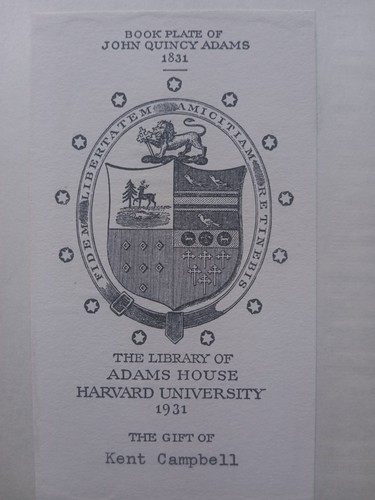 BOOK PLATE OF
JOHN QUINCY ADAMS
1831
FIDEM LIBERTATEM AMICITIAM RETINEBIS
THE LIBRARY OF
ADAMS HOUSE
HARVARD UNIVERSITY
1931
THE GIFT OF
Kent Campbell